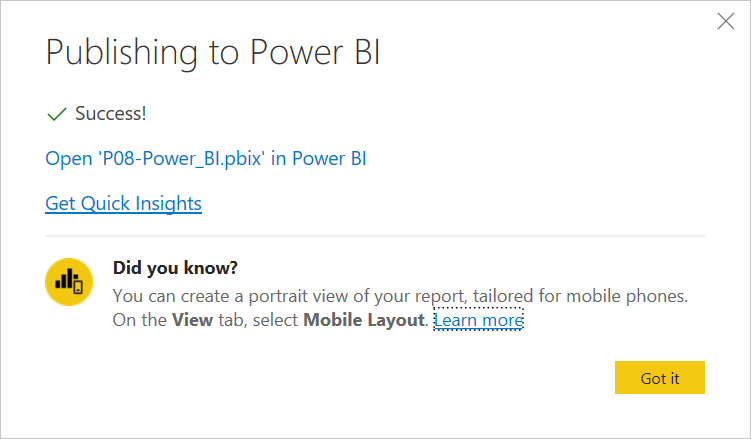 Publishing to Power BI
Success!
Open 'P08-Power_BI.pbix' in Power BI
Get Quick Insights
Did you know?
You can create a portrait view of your report, tailored for mobile phones.
On the View tab, select Mobile Layout. Learn more
Got it